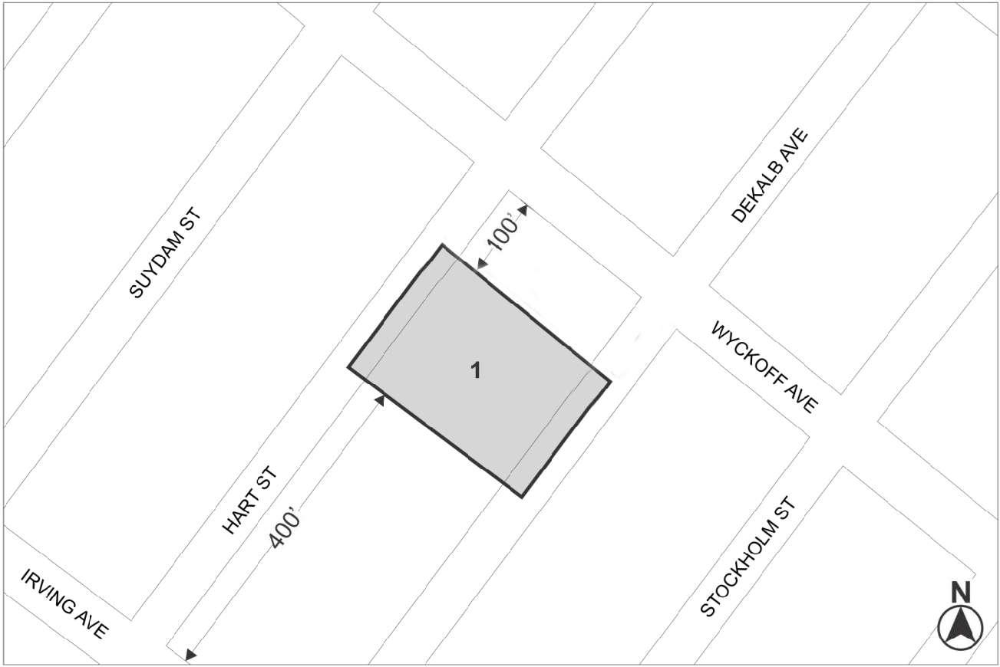 DEKALB AVE
SUYDAM ST
100’
WYCKOFF AVE
1
HART ST
400’
STOCKHOLM ST
IRVING AVE
N